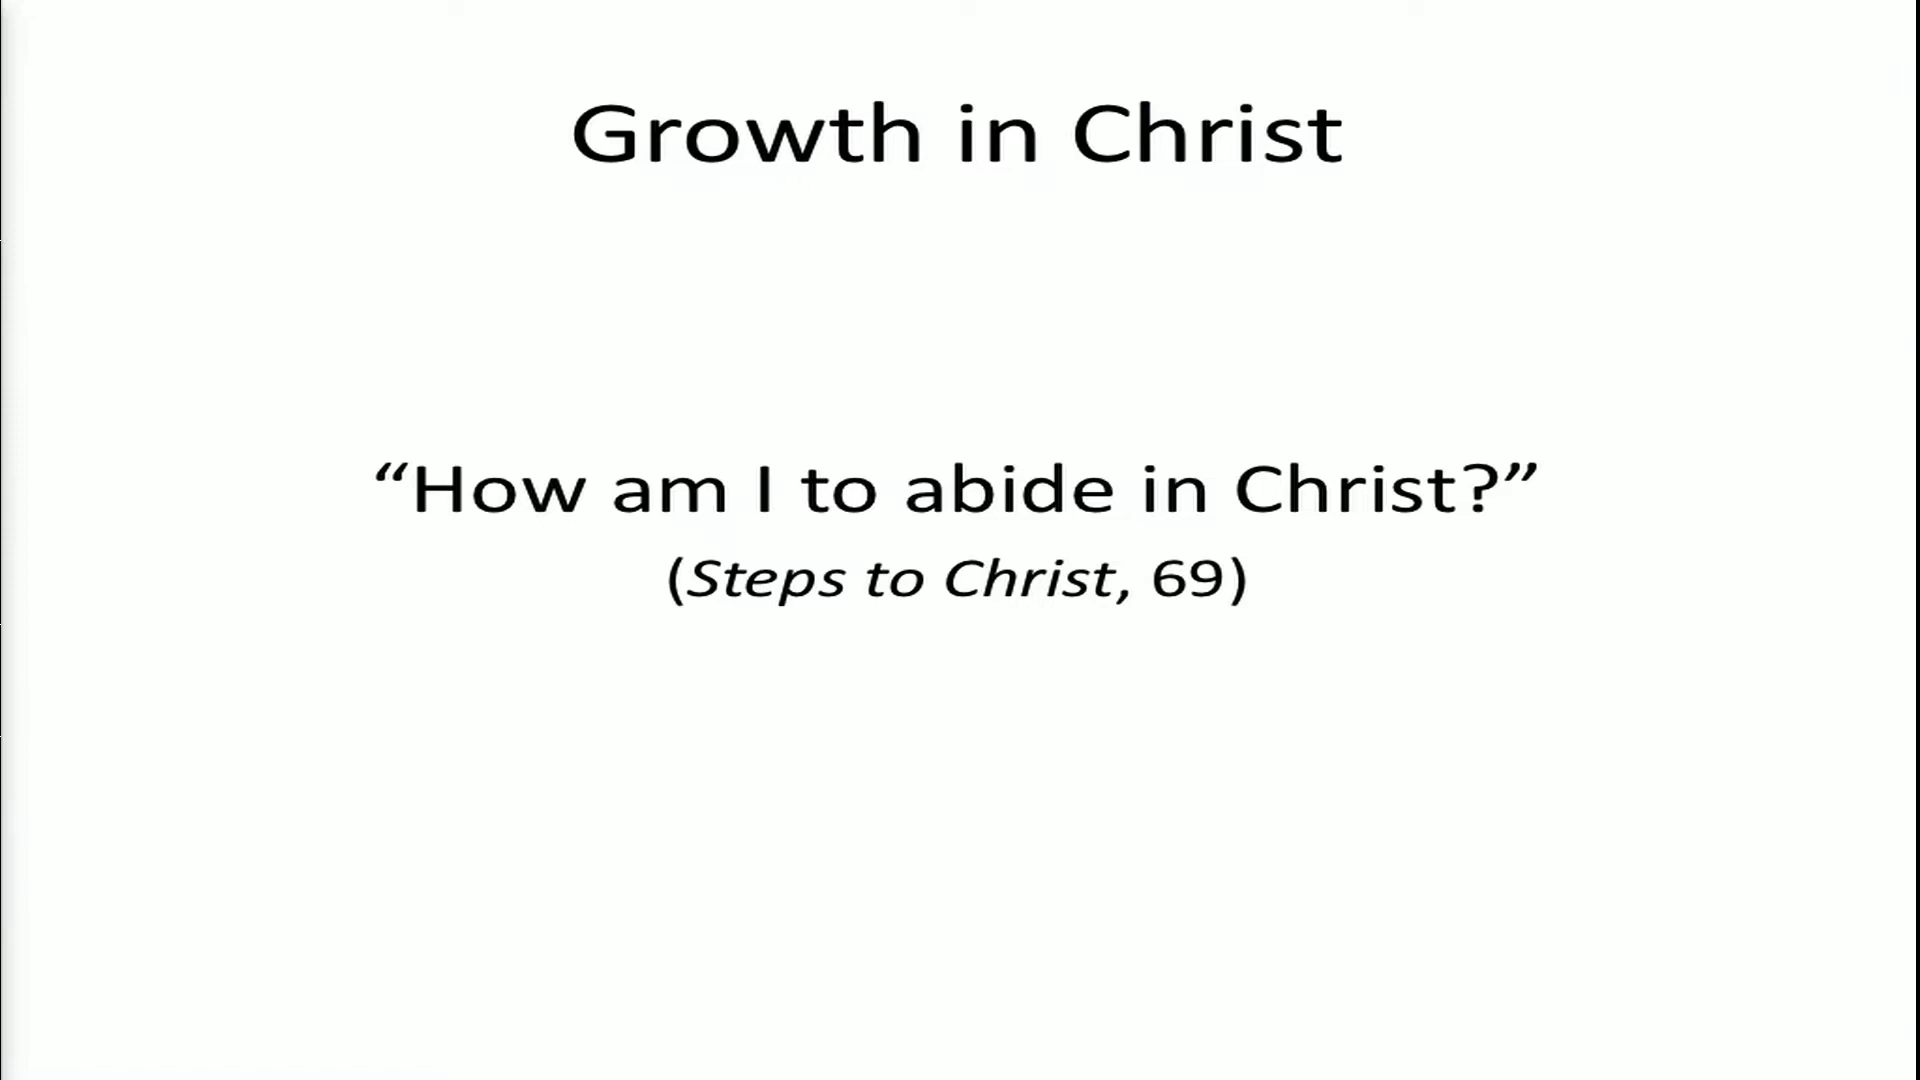 Growth in Christ
“How am I to abide in Christ?”
(Steps to Christ, 69)